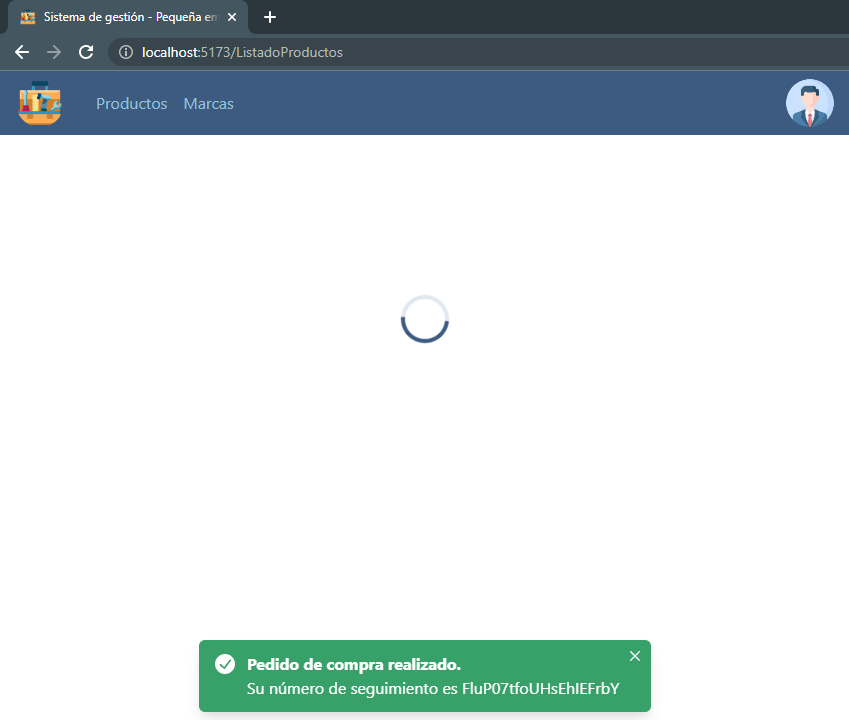 Sistema de gestión - Pequeña em
localhost:5173/ListadoProductos
Productos Marcas
Pedido de compra realizado.
Su número de seguimiento es FluP07tfoUHsEhIEFrbY